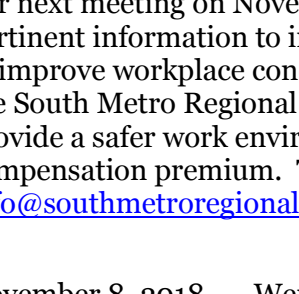 r next meeting on Nove
rtinent information to i
improve workplace con
e South Metro Regional
ovide a safer work envir
mpensation premium. T
fo@southmetroregional
vember 8, 2018 We